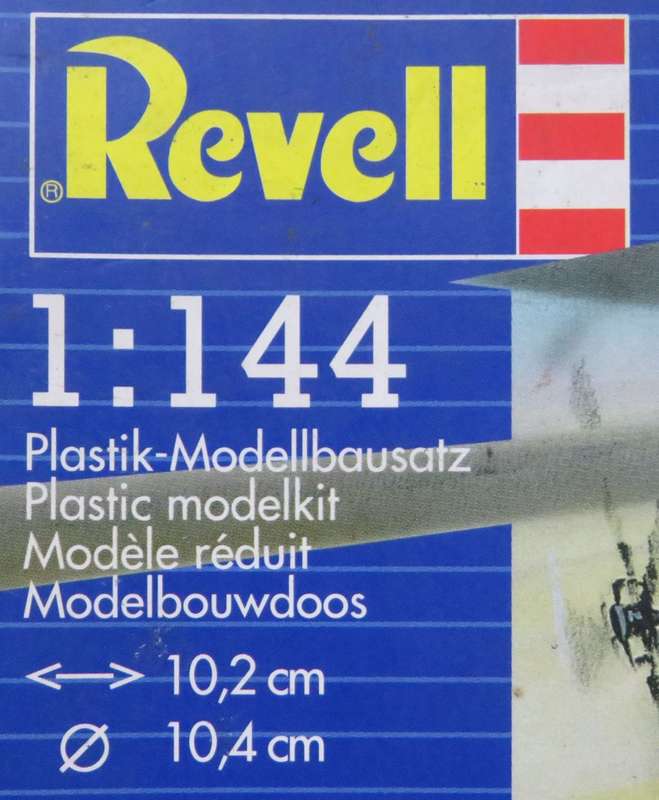 Revell
®
1:144
Plastik-Modellbausatz
Plastic modelkit
Modèle réduit
Modelbouwdoos
<—> 10,2 cm
Ø 10,4 cm